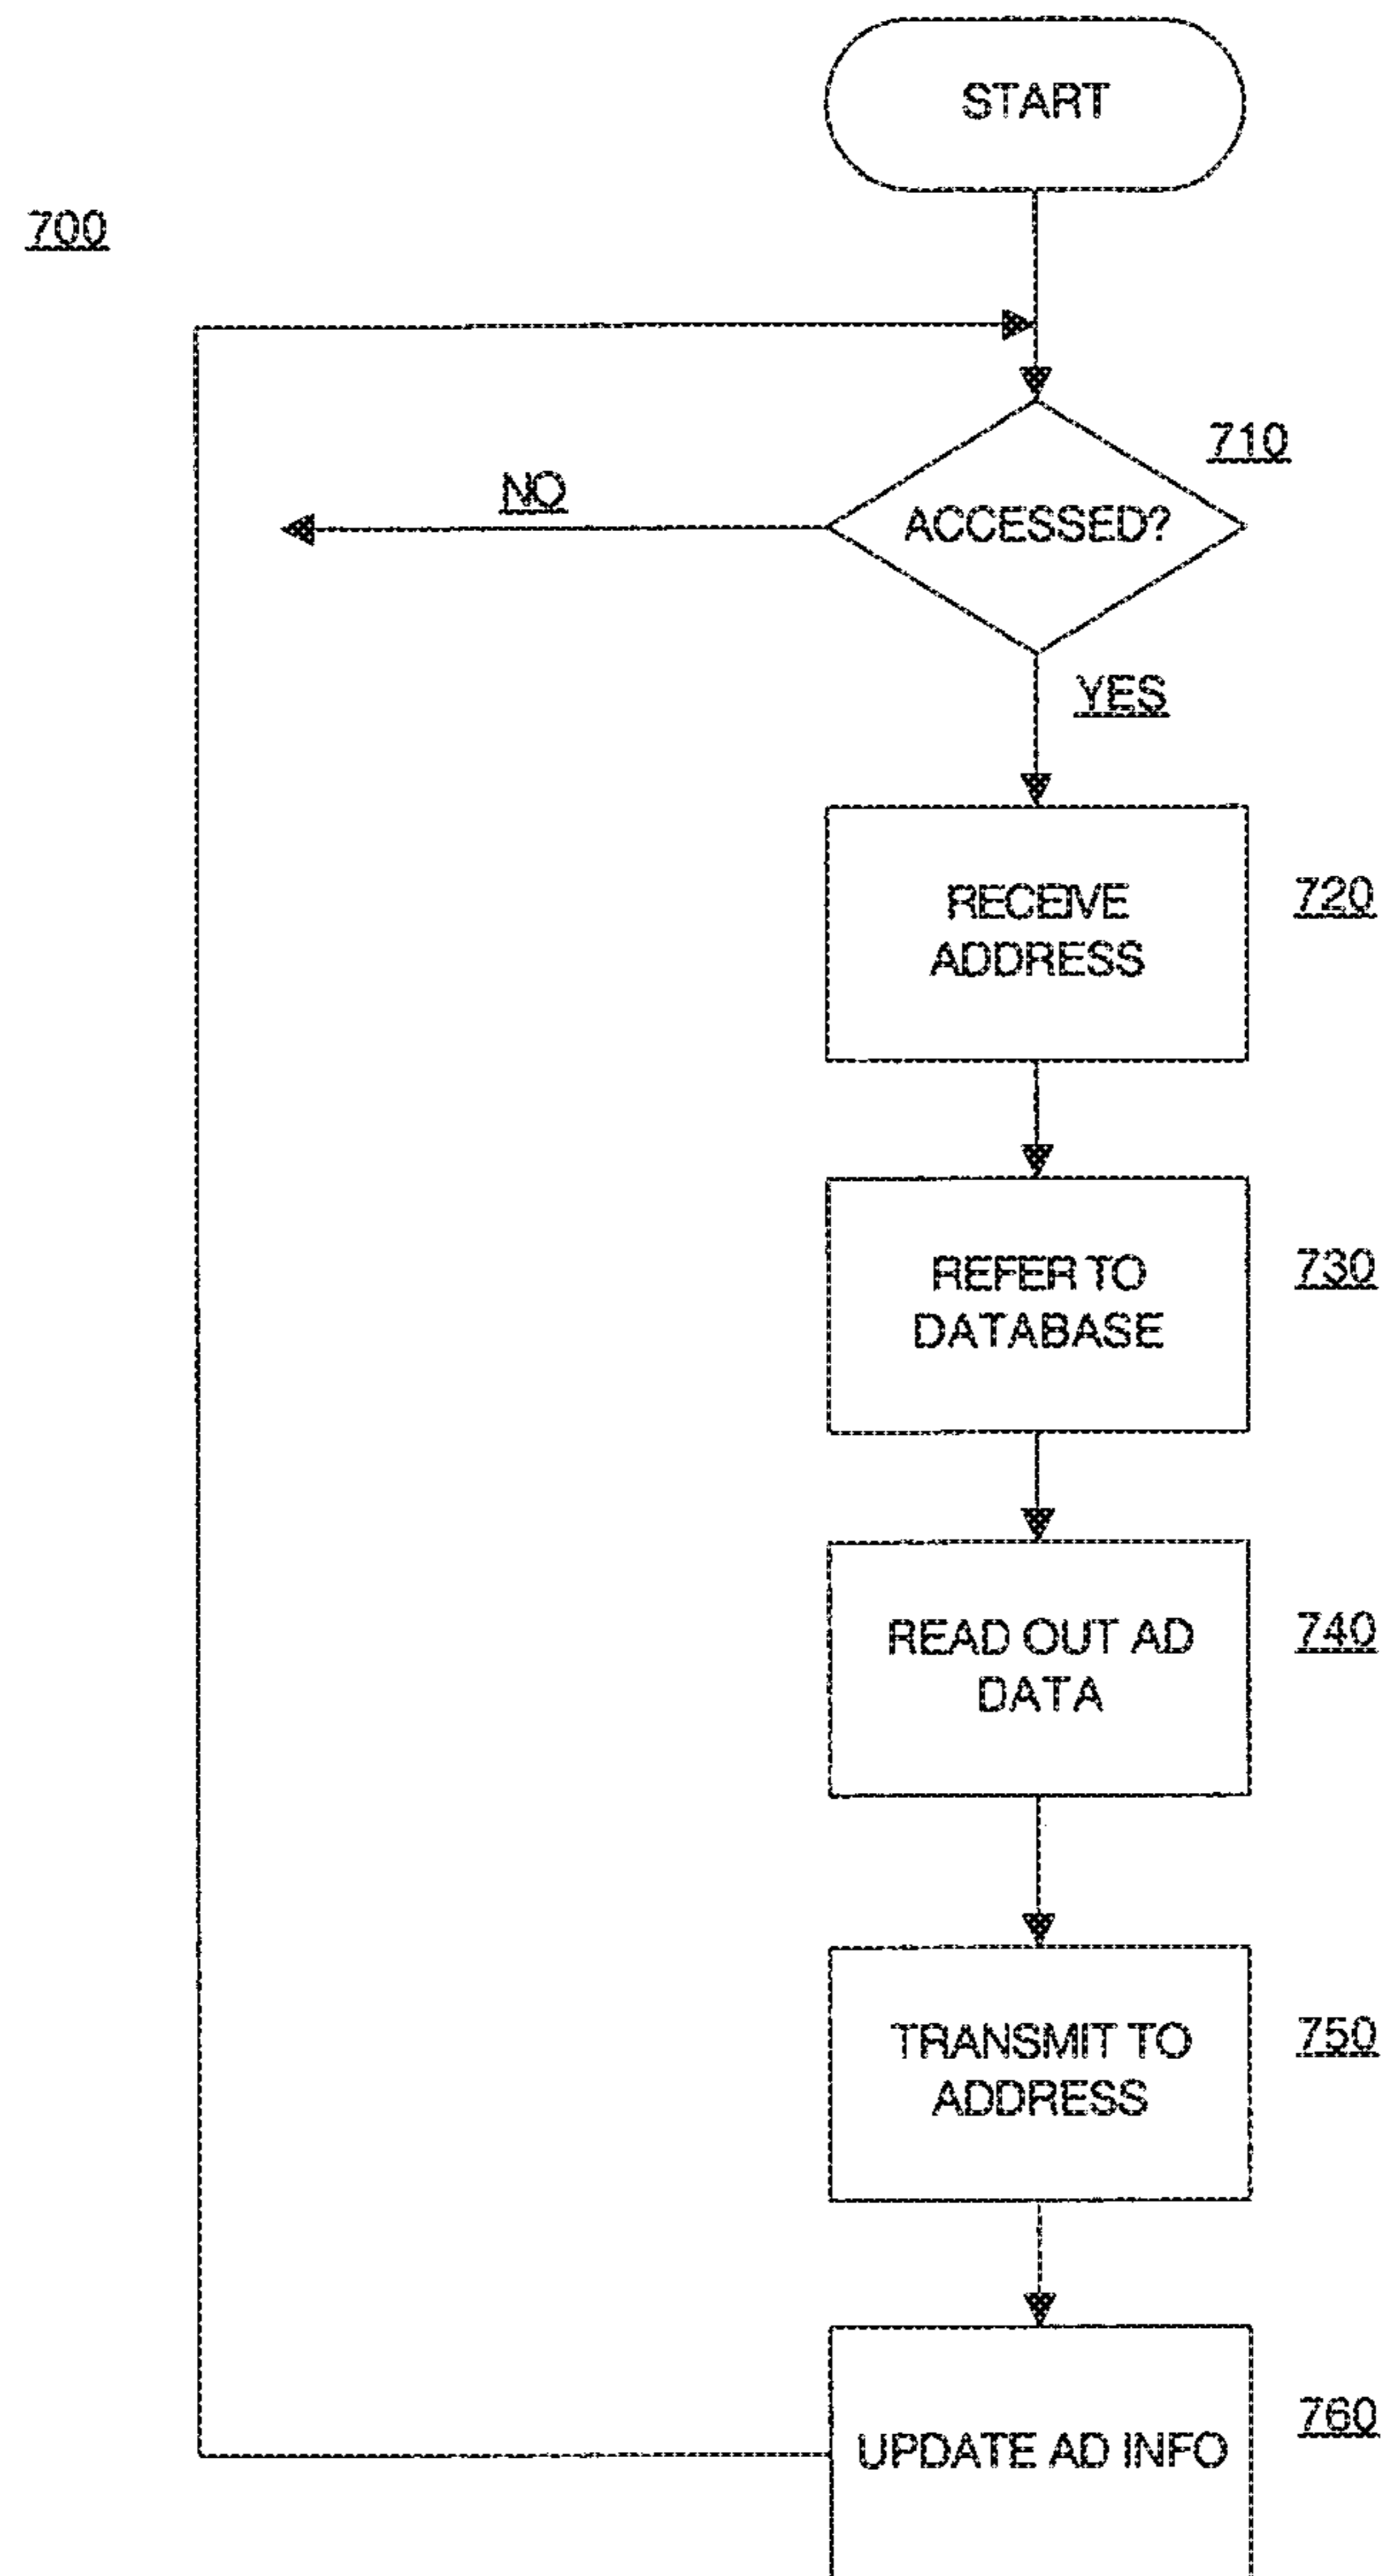 START
700
710
ACCESSED?
NO
YES
720
RECEIVE
ADDRESS
730
REFER TO
DATABASE
740
READ OUT AD
DATA
750
TRANSMIT TO
ADDRESS
760
UPDATE AD INFO